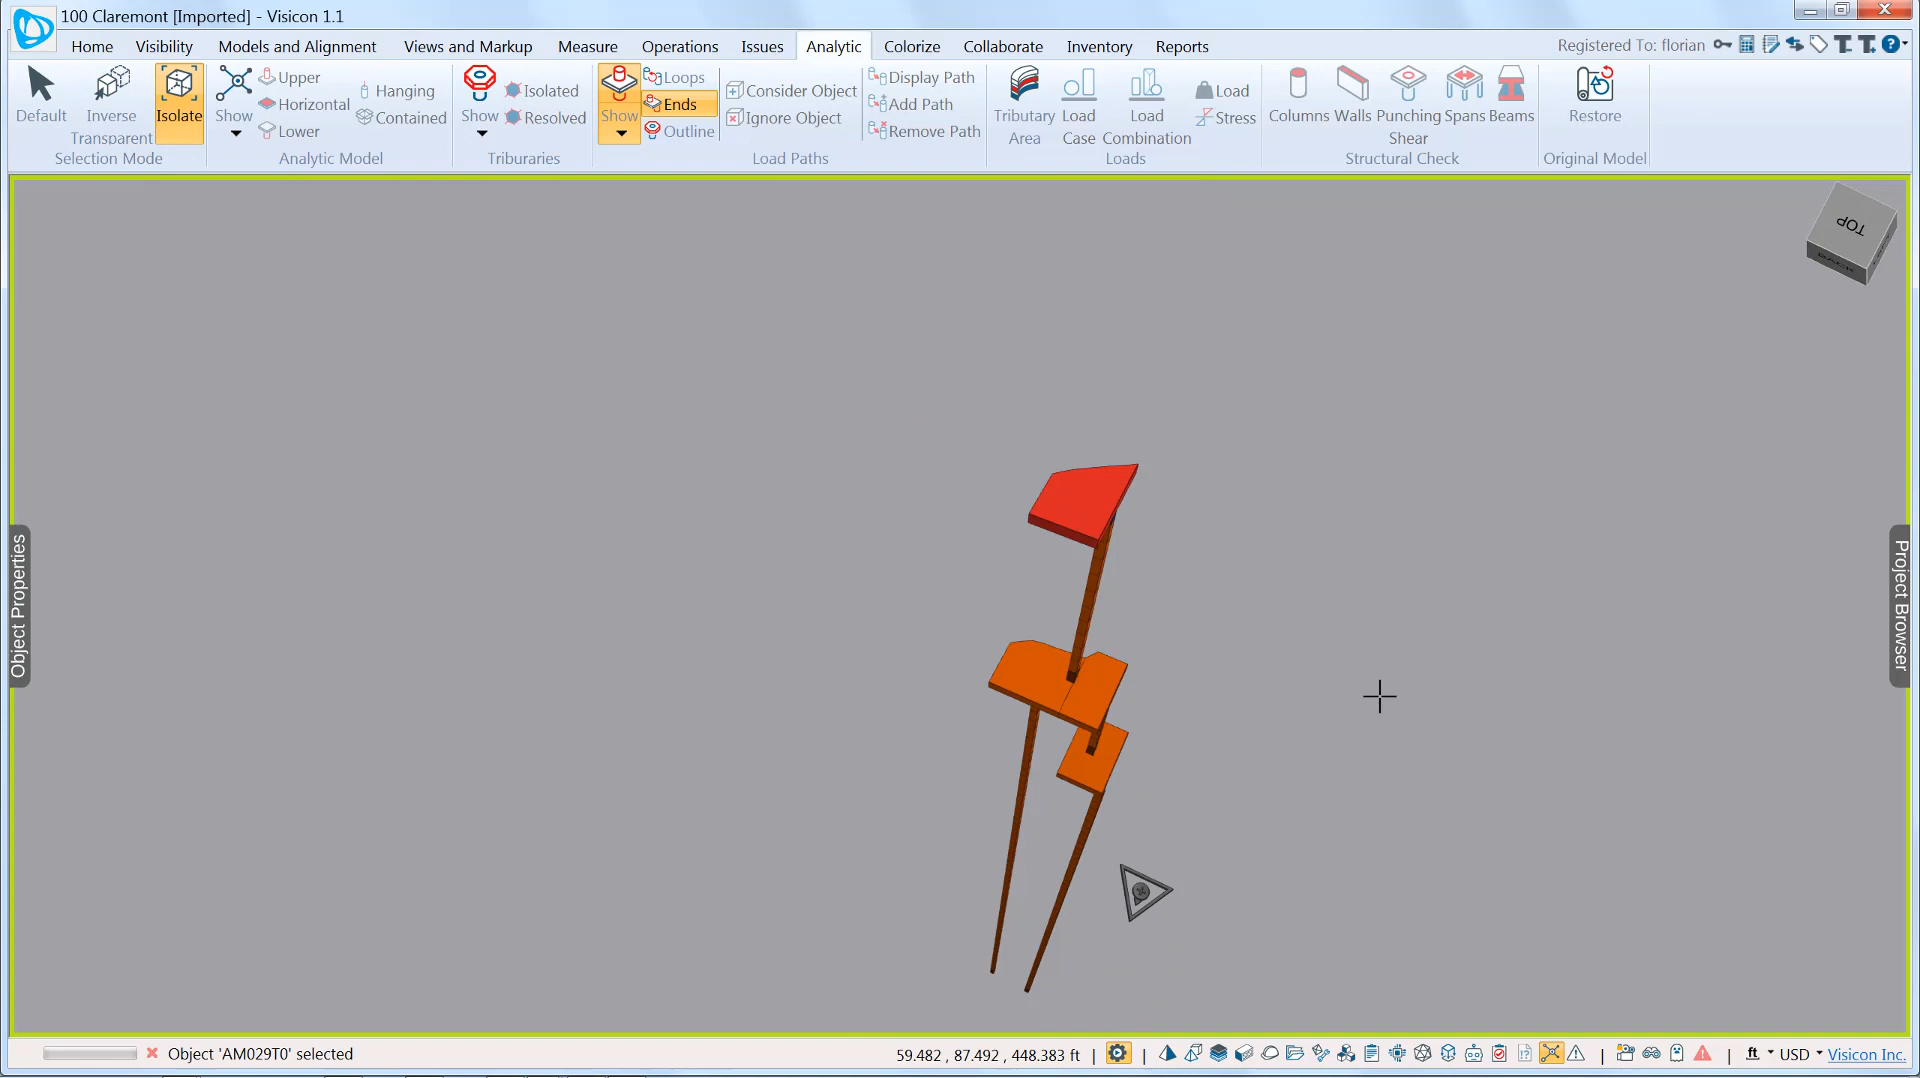 100 Claremont [Imported] - Visicon 1.1
Home Visibility Models and Alignment Views and Markup Measure Operations Issues Analytic Colorize Collaborate Inventory Reports
Registered To: florian
Default
Inverse
Transparent
Isolate
Selection Mode
Show
Upper
Horizontal
Lower
Hanging
Contained
Analytic Model
Show
Isolated
Resolved
Triburaries
Show
Loops
Ends
Outline
Consider Object
Ignore Object
Display Path
Add Path
Remove Path
Load Paths
Tributary
Area
Load
Case
Load
Combination
Load
Stress
Loads
Columns
Walls
Punching
Shear
Spans
Beams
Structural Check
Restore
Original Model
TOP
Object Properties
Project Browser
Object 'AM029T0' selected
59.482 , 87.492 , 448.383 ft
ft
USD
Visicon Inc.